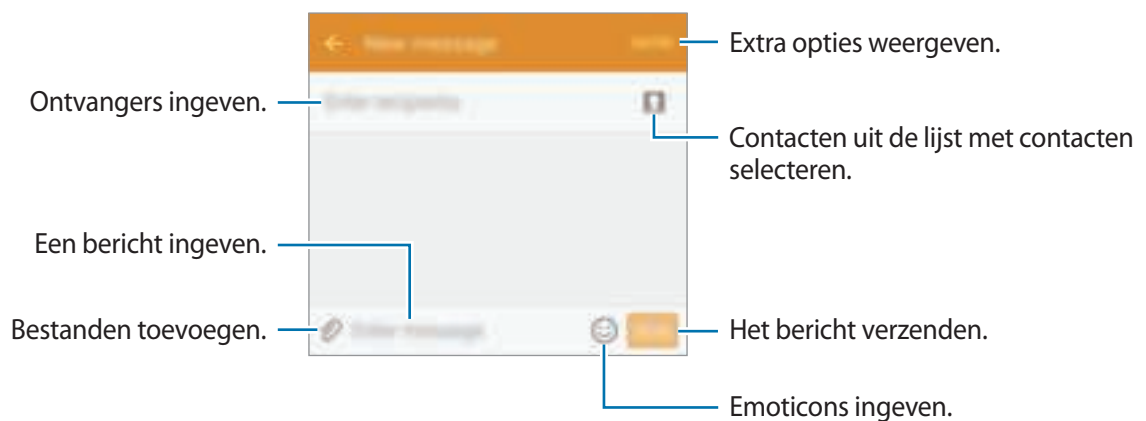 Extra opties weergeven.
Ontvangers ingeven.
Contacten uit de lijst met contacten
selecteren.
Een bericht ingeven.
Bestanden toevoegen.
Het bericht verzenden.
Emoticons ingeven.